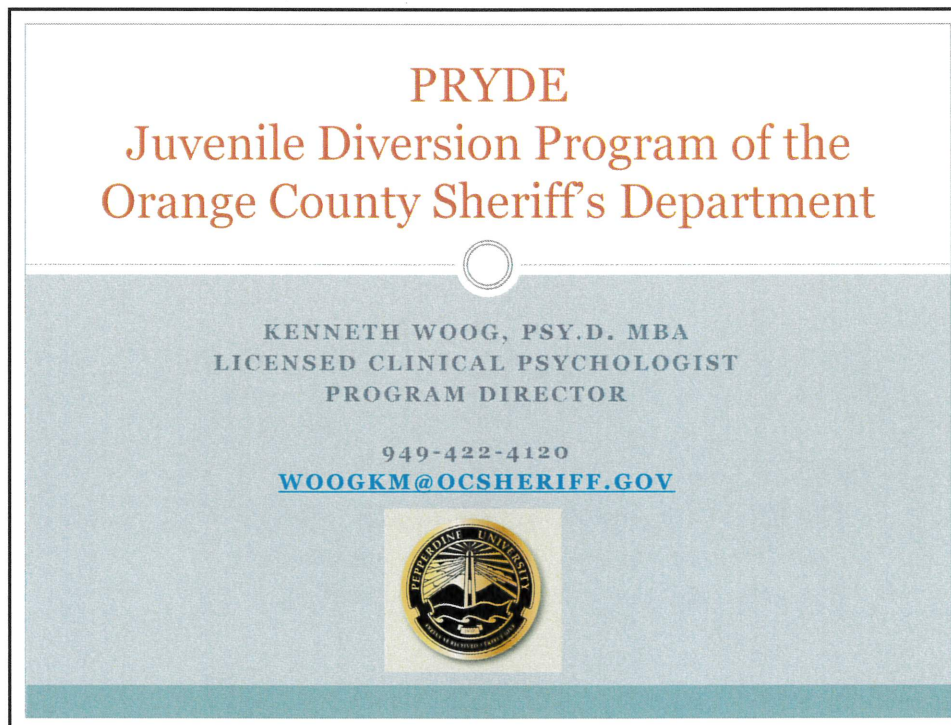 PRYDE
Juvenile Diversion Program of the
Orange County Sheriff's Department
KENNETH WOOG, PSY.D. MBA
LICENSED CLINICAL PSYCHOLOGIST
PROGRAM DIRECTOR
949-422-4120
WOOGKM@OCSHERIFF.GOV
PEPPERDINE UNIVERSITY